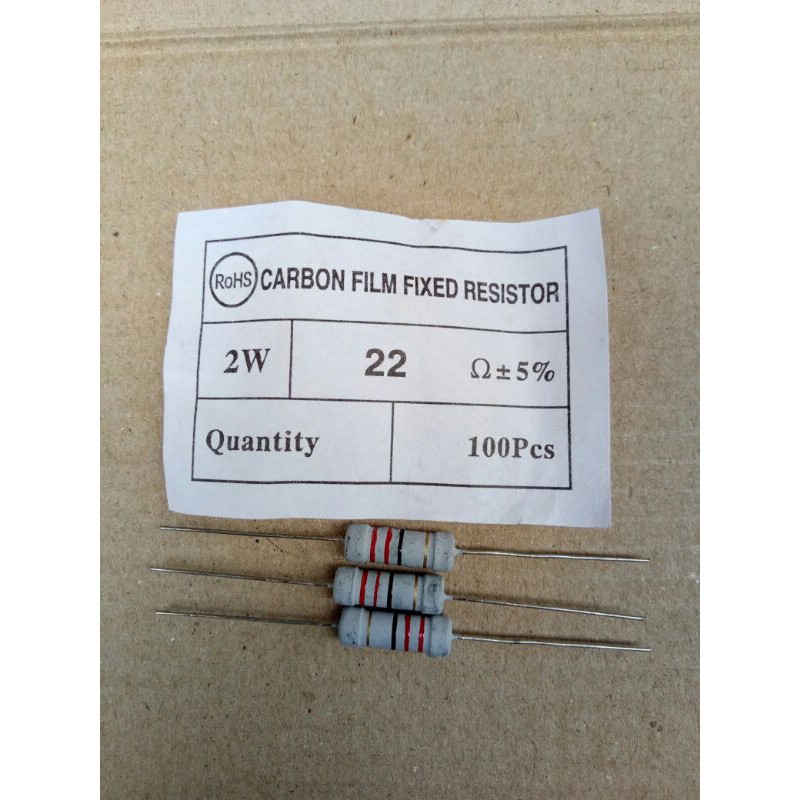 RoHS CARBON FILM FIXED RESISTOR
2W 22 Ω±5%
Quantity 100Pcs